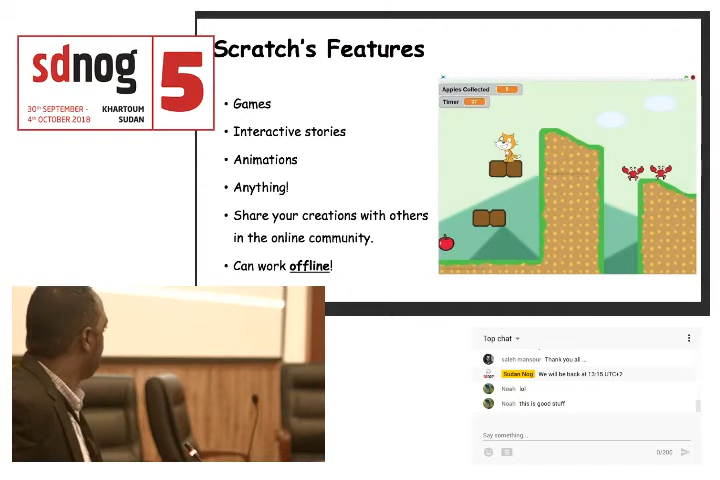 sdnog 5
30TH SEPTEMBER -
4TH OCTOBER 2018
KHARTOUM
SUDAN
Scratch's Features
• Games
• Interactive stories
• Animations
• Anything!
• Share your creations with others
in the online community.
• Can work offline!
Apples Collected
Timer
Top chat
saleh mansour Thank you all ...
Sudan Nog We will be back at 13:15 UTC+2
Noah lol
Noah this is good stuff
Say something...
0/200